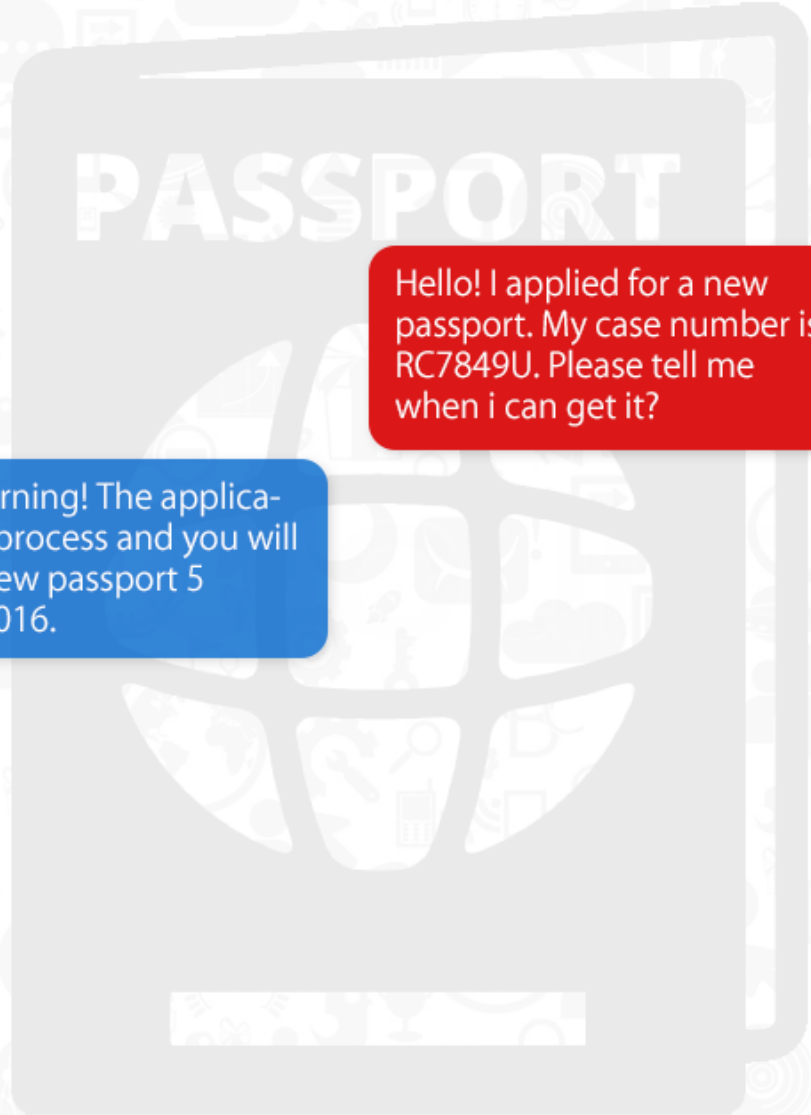 PASSPORT
Hello! I applied for a new
passport. My case number is
RC7849U. Please tell me
when i can get it?
rning! The applica-
process and you will
ew passport 5
016.